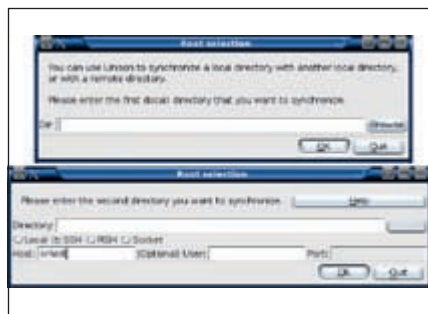 Root selection
You can use Unison to synchronize a local directory with another local directory,
or with a remote directory.
Please enter the first (local) directory that you want to synchronize.
Dir: Browse
OK Quit
Root selection
Please enter the second directory you want to synchronize. Help
Directory:
Local SSH RSH Socket
Host: (Optional) User: Port:
Ok Quit